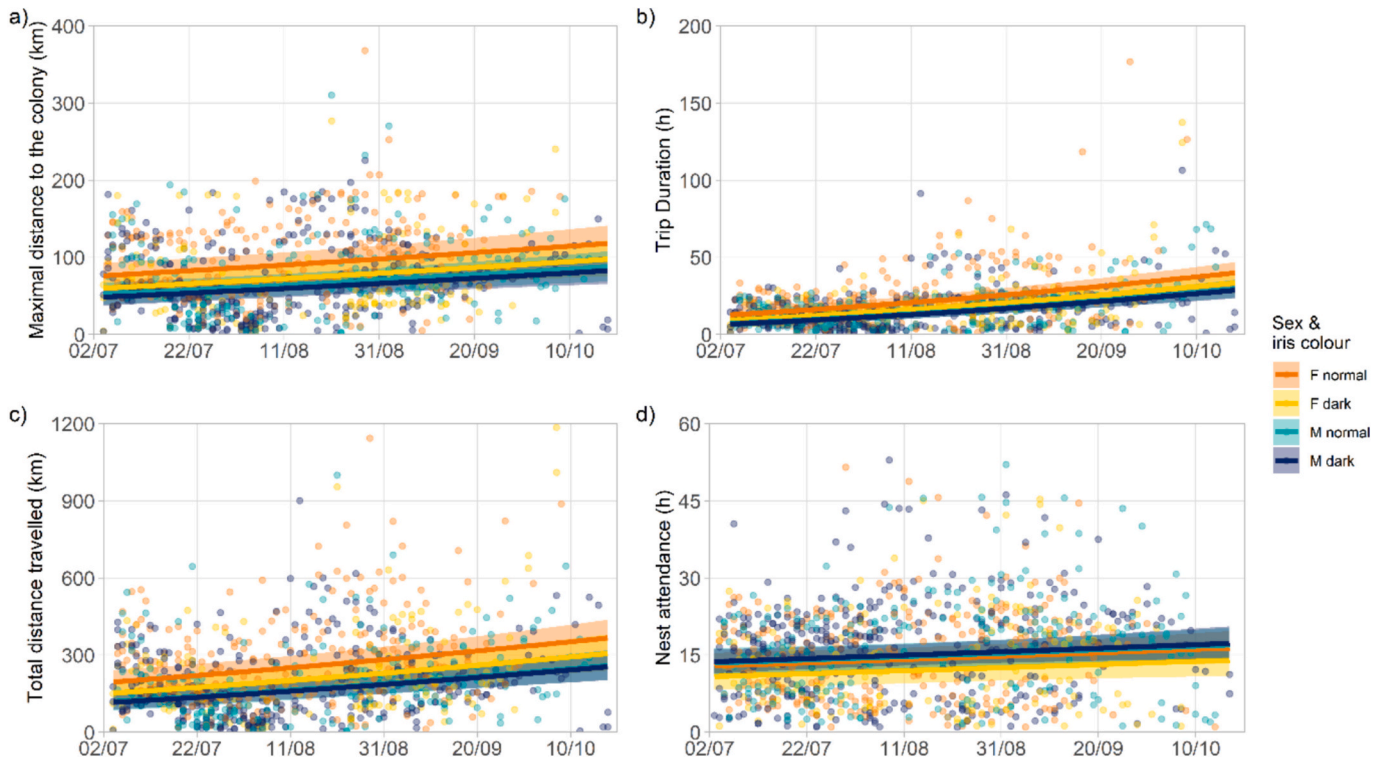 a)
Maximal distance to the colony (km)
400
300
200
100
0
02/07 22/07 11/08 31/08 20/09 10/10
b)
Trip Duration (h)
200
150
100
50
0
02/07 22/07 11/08 31/08 20/09 10/10
c)
Total distance travelled (km)
1200
900
600
300
0
02/07 22/07 11/08 31/08 20/09 10/10
d)
Nest attendance (h)
60
45
30
15
0
02/07 22/07 11/08 31/08 20/09 10/10
Sex &
iris colour
F normal
F dark
M normal
M dark